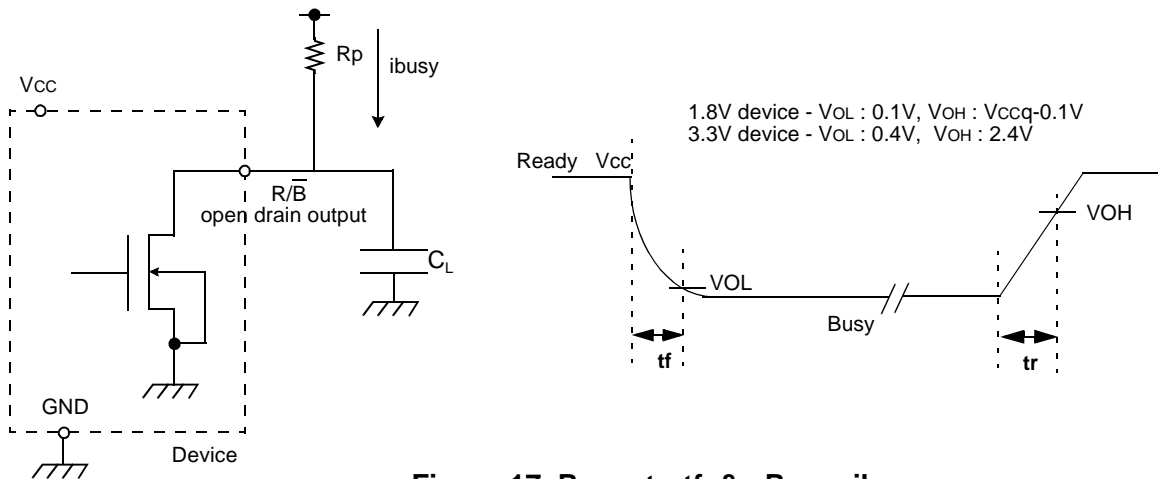 Rp
ibusy
VCC
R/B
open drain output
CL
GND
Device
1.8V device - VOL : 0.1V, VOH : VCCq-0.1V
3.3V device - VOL : 0.4V, VOH : 2.4V
Ready Vcc
VOH
VOL
Busy
tf
tr